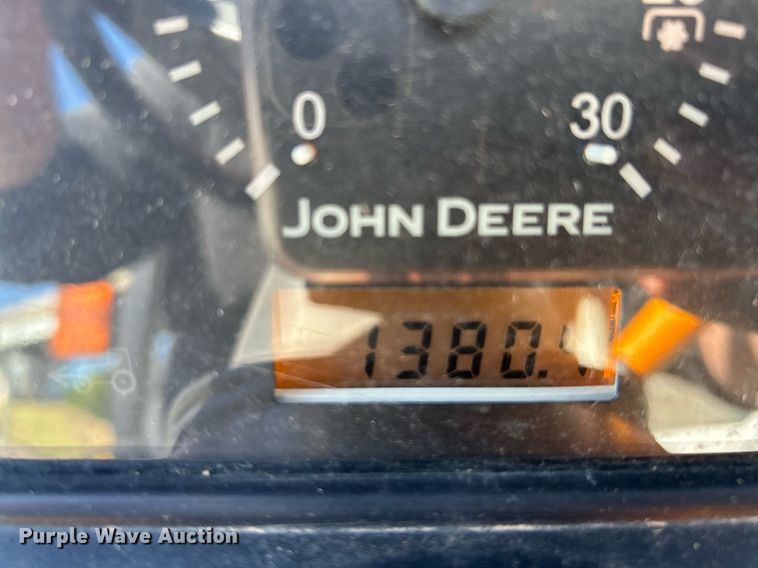 0 30
JOHN DEERE
1380.
Purple Wave Auction